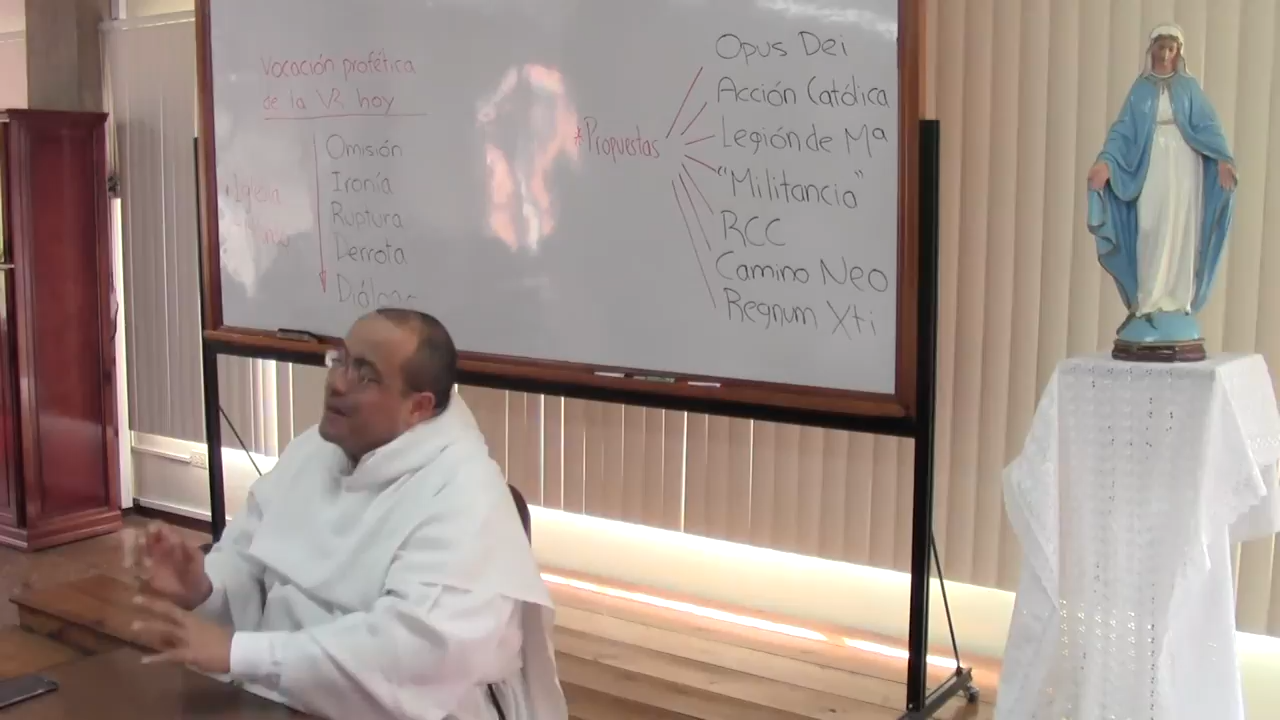 Vocación profética
de la VR hoy
Omisión
Ironía
Ruptura
Derrota
* Propuestas
Opus Dei
Acción Católica
Legión de Mª
"Militancia"
RCC
Camino Neo
Regnum Xti